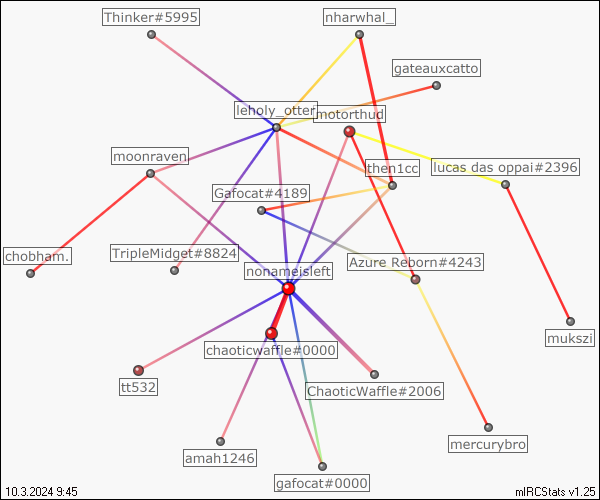 Thinker#5995
nharwhal_
gateauxcatto
leholy_otter
motorthud
moonraven
then1cc
lucas das oppai#2396
Gafocat#4189
chobham.
TripleMidget#8824
nonameisleft
Azure Reborn#4243
mukszi
chaoticwaffle#0000
tt532
ChaoticWaffle#2006
amah1246
mercurybro
gafocat#0000
10.3.2024 9:45
mIRCStats v1.25